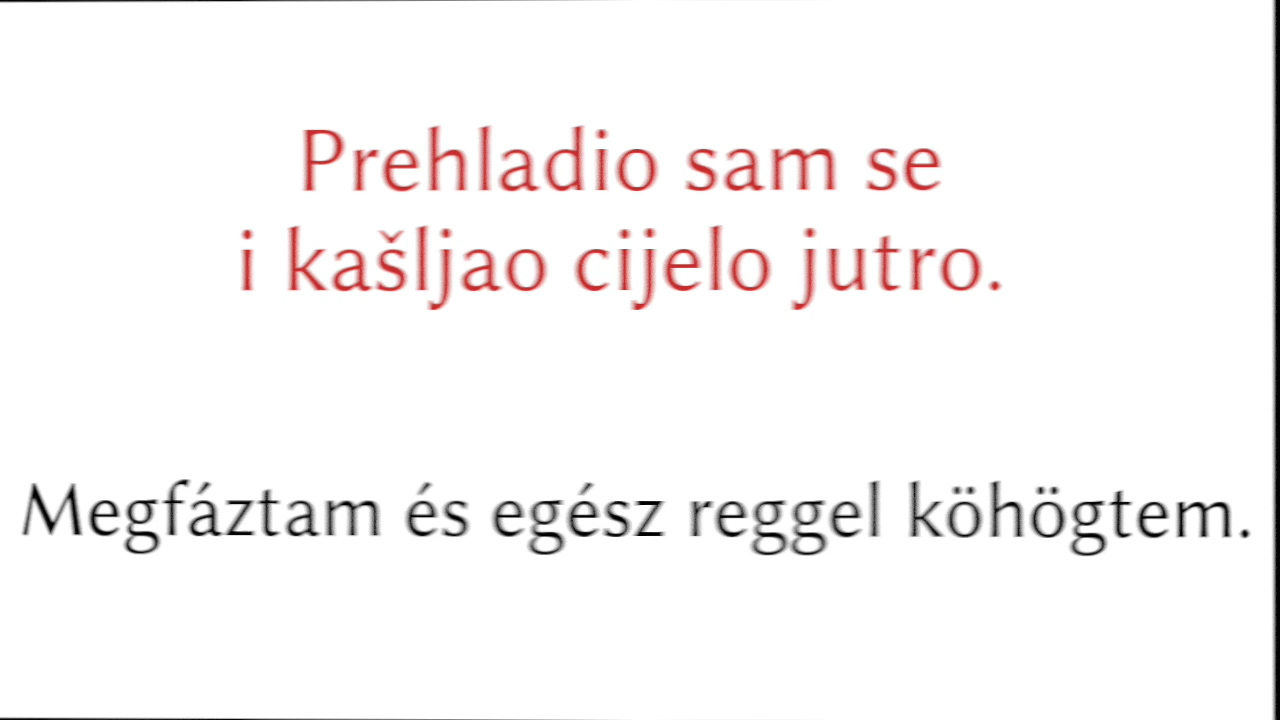 Prehladio sam se
i kašljao cijelo jutro.
Megfáztam és egész reggel köhögtem.